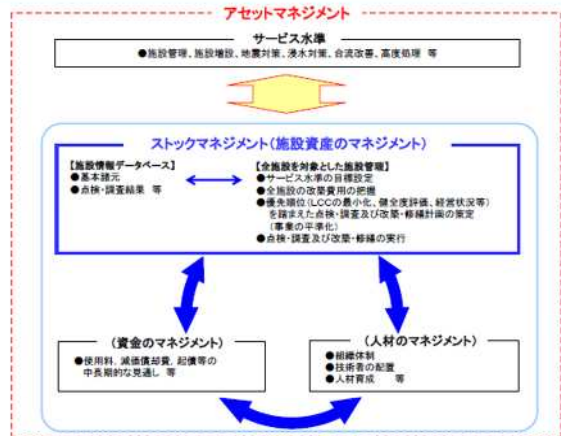 アセットマネジメント
サービス水準
●施設管理、施設増設、地震対策、浸水対策、合流改善、高度処理 等
ストックマネジメント(施設資産のマネジメント)
【施設情報データベース】
●基本諸元
●点検・調査結果 等
【全施設を対象とした施設管理】
●サービス水準の目標設定
●全施設の改築費用の把握
●優先順位(LCCの最小化、健全度評価、経営状況等)
を踏まえた点検・調査及び改築・修繕計画の策定
(事業の平準化)
●点検・調査及び改築・修繕の実行
(資金のマネジメント)
●使用料，減価償却費，起債等の
中長期的な見通し 等
(人材のマネジメント)
●組織体制
●技術者の配置
●人材育成 等